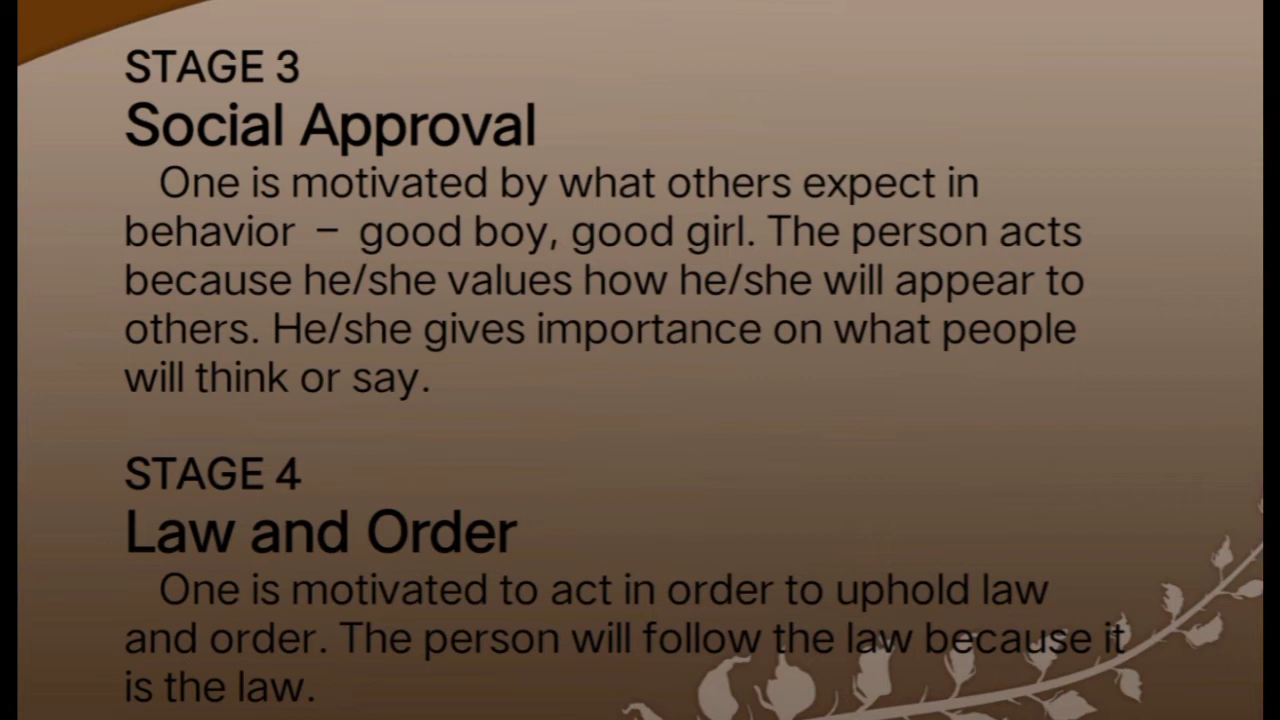 STAGE 3
Social Approval
One is motivated by what others expect in
behavior – good boy, good girl. The person acts
because he/she values how he/she will appear to
others. He/she gives importance on what people
will think or say.
STAGE 4
Law and Order
One is motivated to act in order to uphold law
and order. The person will follow the law because it
is the law.